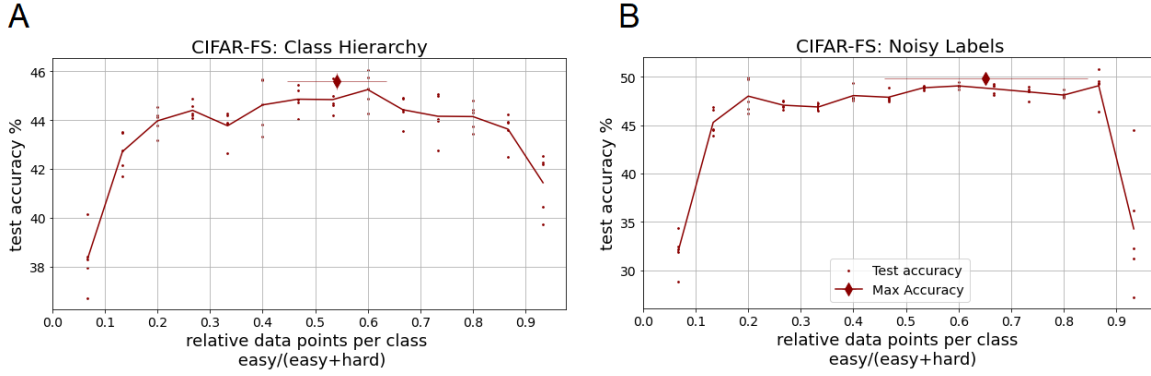 A
CIFAR-FS: Class Hierarchy
test accuracy %
46
44
42
40
38
0.0 0.1 0.2 0.3 0.4 0.5 0.6 0.7 0.8 0.9
relative data points per class
easy/(easy+hard)
B
CIFAR-FS: Noisy Labels
test accuracy %
50
45
40
35
30
Test accuracy
Max Accuracy
0.0 0.1 0.2 0.3 0.4 0.5 0.6 0.7 0.8 0.9
relative data points per class
easy/(easy+hard)